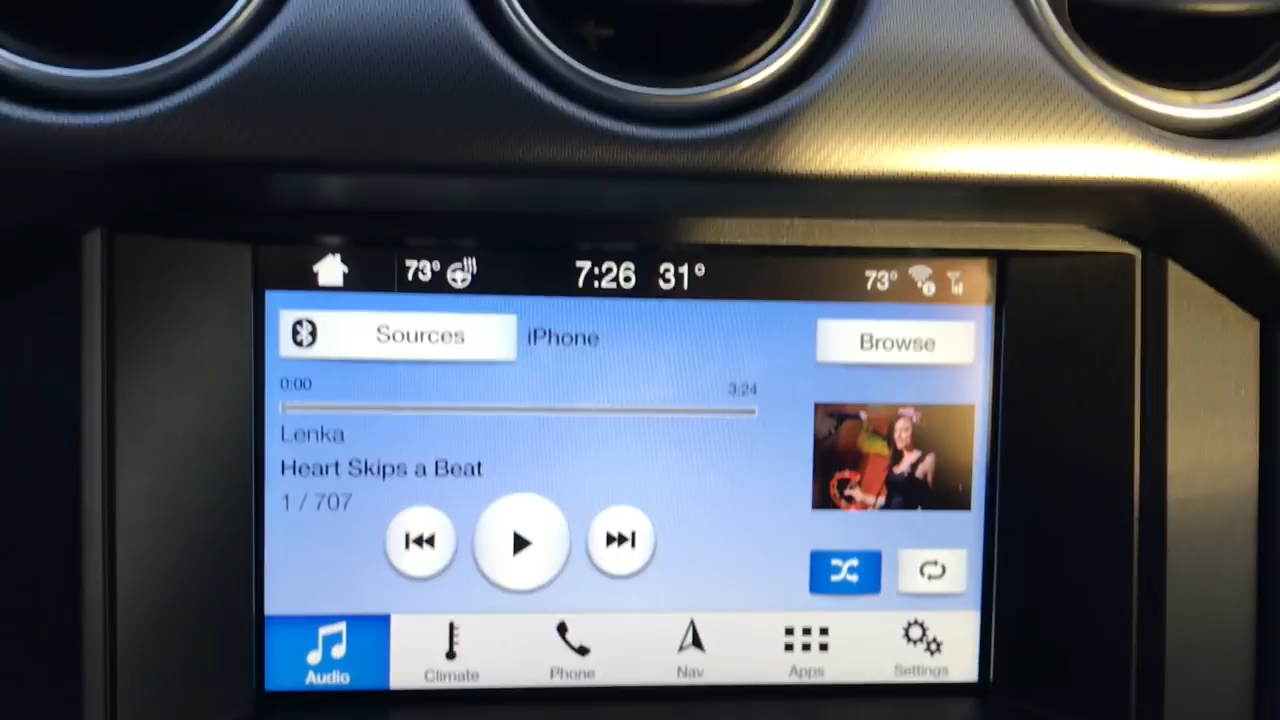 73° 7:26 31° 73°
Sources iPhone Browse
0:00 3:24
Lenka
Heart Skips a Beat
1 / 707
Audio Climate Phone Nav Apps Settings